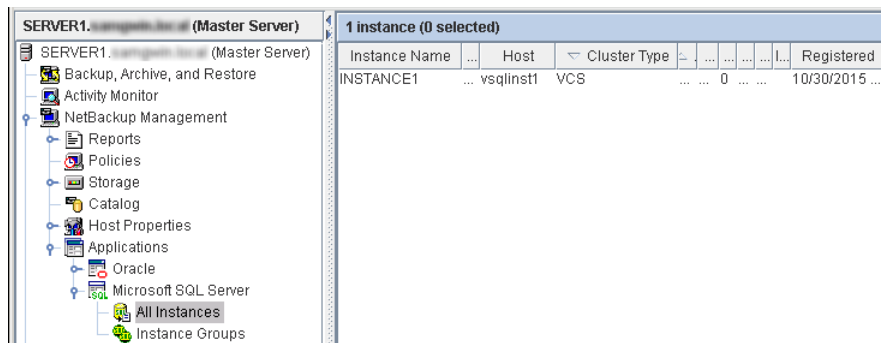 SERVER1. (Master Server)
SERVER1. (Master Server)
Backup, Archive, and Restore
Activity Monitor
NetBackup Management
Reports
Policies
Storage
Catalog
Host Properties
Applications
Oracle
Microsoft SQL Server
All Instances
Instance Groups
1 instance (0 selected)
Instance Name ... Host Cluster Type . ... ... ... ... I... Registered
INSTANCE1 ... vsqlinst1 VCS ... ... 0 ... ... 10/30/2015 ...